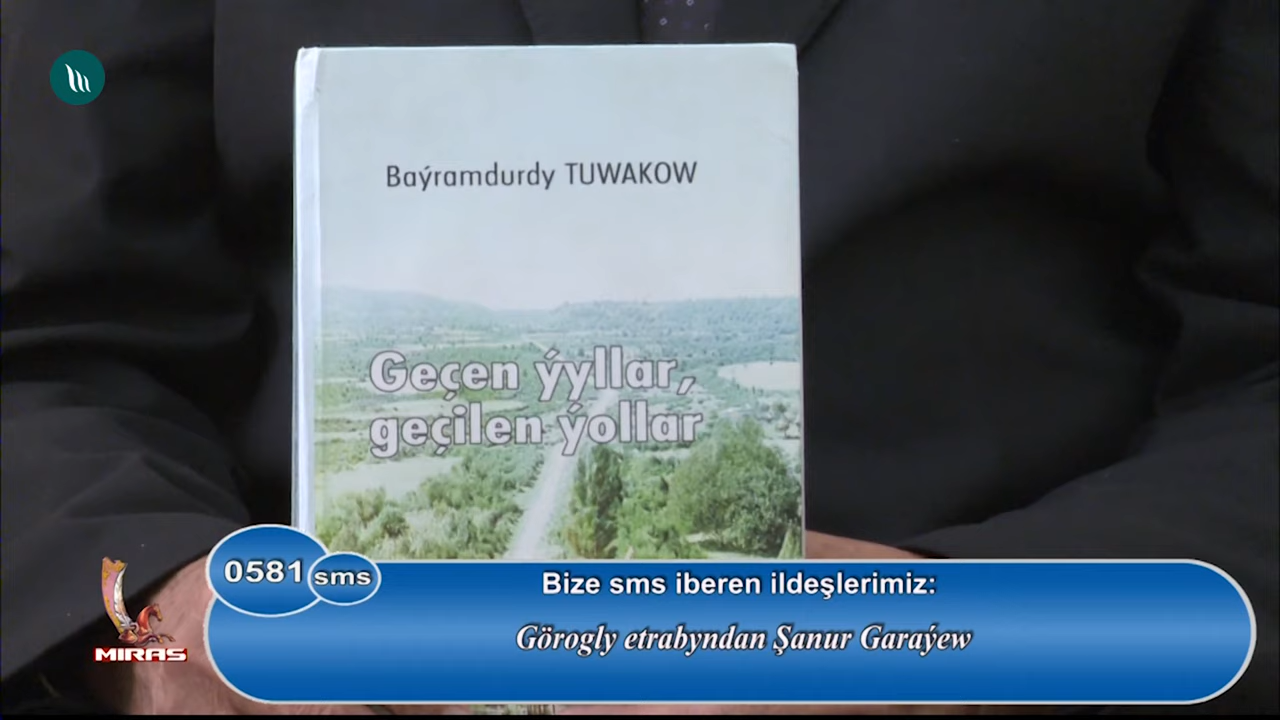 Baýramdurdy TUWAKOW
Geçen ýyllar,
geçilen ýollar
0581 sms
Bize sms iberen ildeşlerimiz:
Görogly etrabyndan Şanur Garaýew
MIRAS